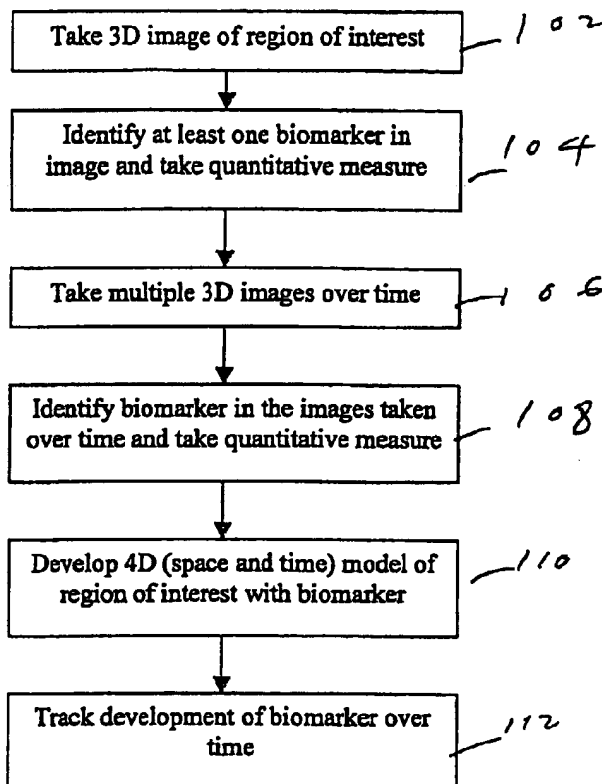 Take 3D image of region of interest
102
Identify at least one biomarker in
image and take quantitative measure
104
Take multiple 3D images over time
106
Identify biomarker in the images taken
over time and take quantitative measure
108
Develop 4D (space and time) model of
region of interest with biomarker
110
Track development of biomarker over
time
112